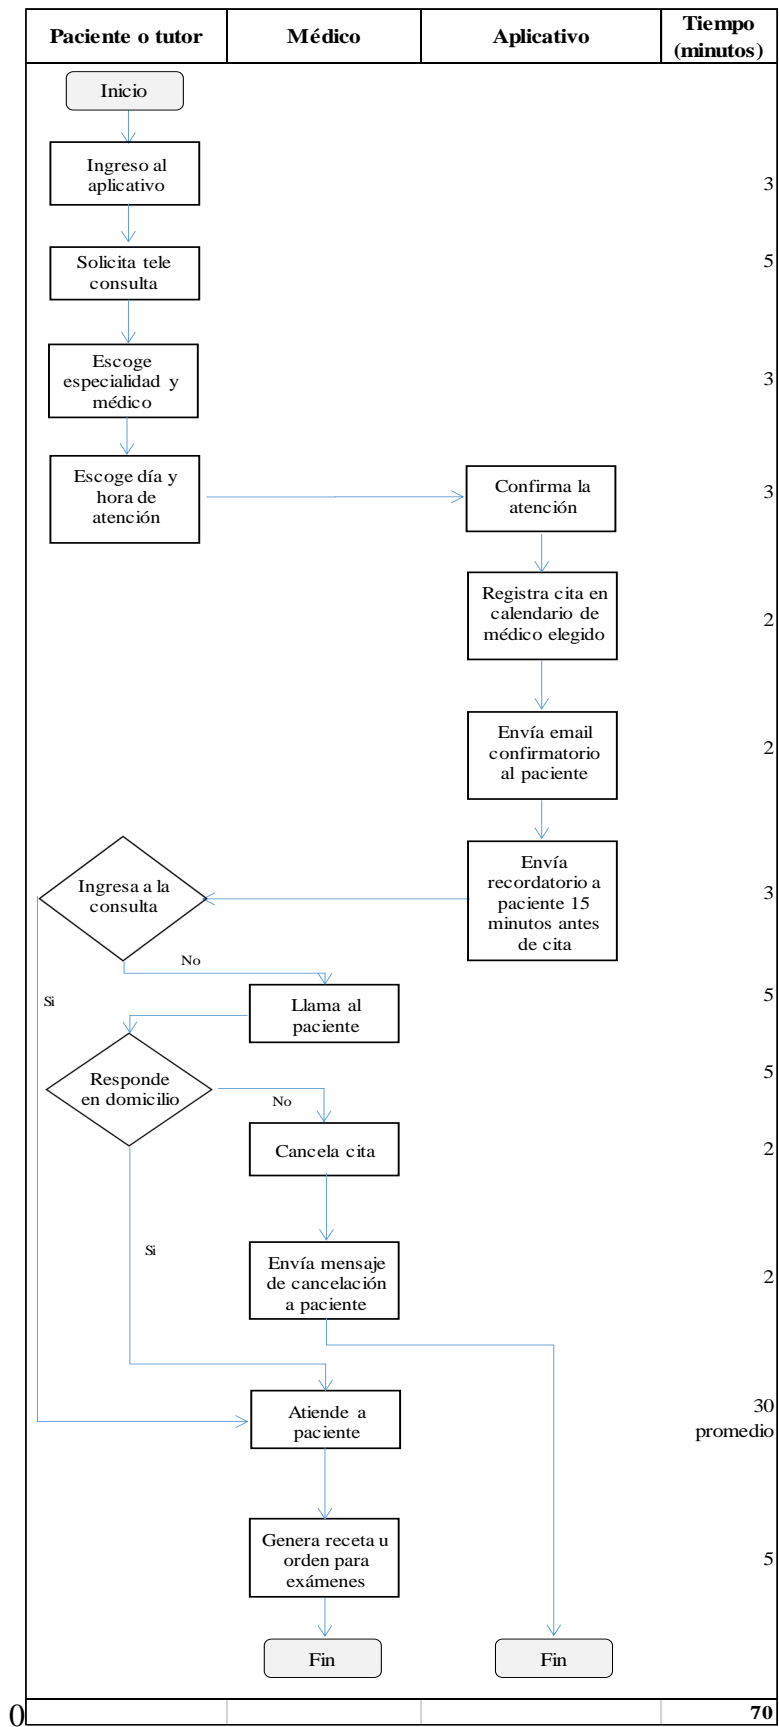 Paciente o tutor
Médico
Aplicativo
Tiempo
(minutos)
Inicio
Ingreso al
aplicativo
3
Solicita tele
consulta
5
Escoge
especialidad y
médico
3
Escoge día y
hora de
atención
Confirma la
atención
3
Registra cita en
calendario de
médico elegido
2
Envía email
confirmatorio
al paciente
2
Envía
recordatorio a
paciente 15
minutos antes
de cita
Ingresa a la
consulta
3
No
Si
Llama al
paciente
5
Responde
en domicilio
5
No
Cancela cita
2
Si
Envía mensaje
de cancelación
a paciente
2
Atiende a
paciente
30
promedio
Genera receta u
orden para
exámenes
5
Fin
Fin
0
70